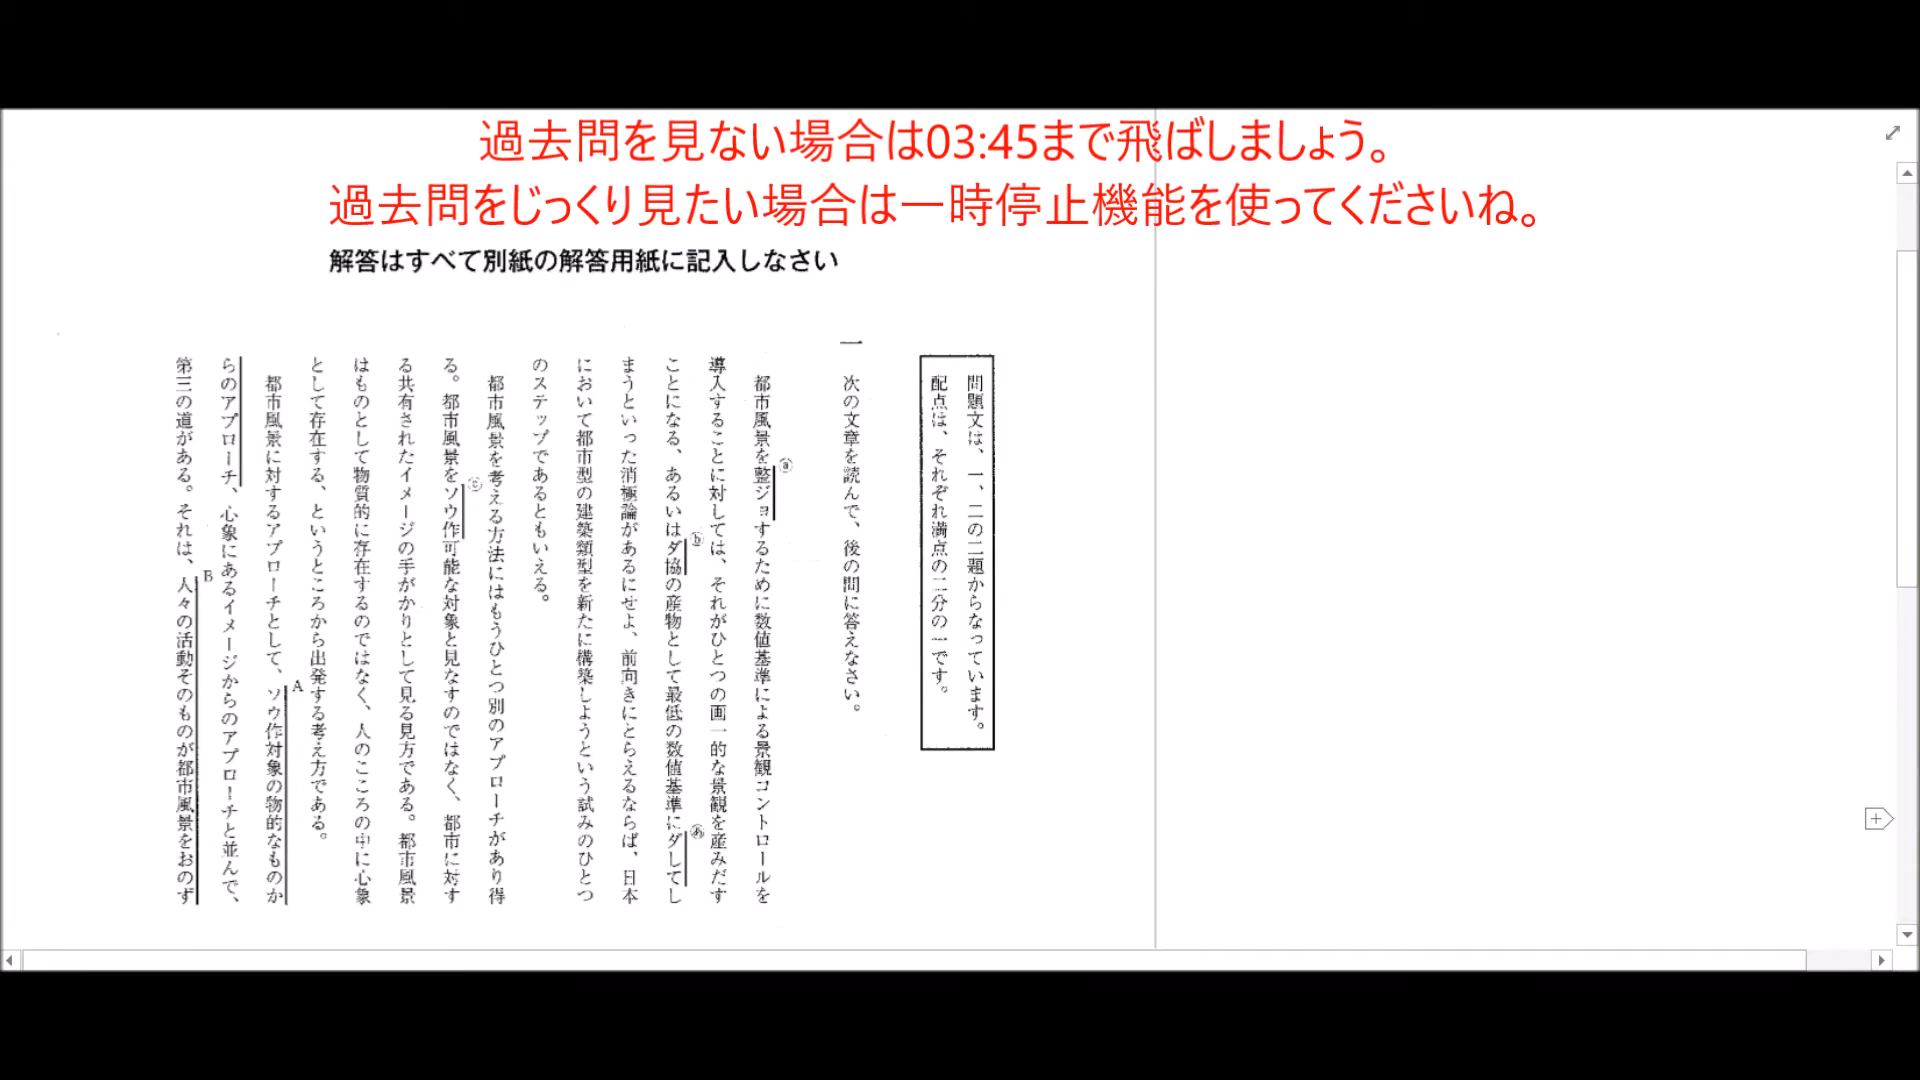 過去問を見ない場合は03:45まで飛ばしましょう。
過去問をじっくり見たい場合は一時停止機能を使ってくださいね。
解答はすべて別紙の解答用紙に記入しなさい
問題文は、一、二の二題からなっています。
配点は、それぞれ満点の二分の一です。
一
次の文章を読んで、後の問に答えなさい。
都市風景を整ジョするために数値基準による景観コントロールを
ⓐ
導入することに対しては、それがひとつの画一的な景観を産みだす
ことになる、あるいはダ協の産物として最低の数値基準にダしてし
ⓑ
あ
まうといった消極論があるにせよ、前向きにとらえるならば、日本
において都市型の建築類型を新たに構築しようという試みのひとつ
のステップであるともいえる。
都市風景を考える方法にはもうひとつ別のアプローチがあり得
る。都市風景をソウ作可能な対象と見なすのではなく、都市に対す
ⓒ
る共有されたイメージの手がかりとして見る見方である。都市風景
はものとして物質的に存在するのではなく、人のこころの中に心象
として存在する、というところから出発する考え方である。
都市風景に対するアプローチとして、ソウ作対象の物的なものか
A
らのアプローチ、心象にあるイメージからのアプローチと並んで、
第三の道がある。それは、人々の活動そのものが都市風景をおのず
B